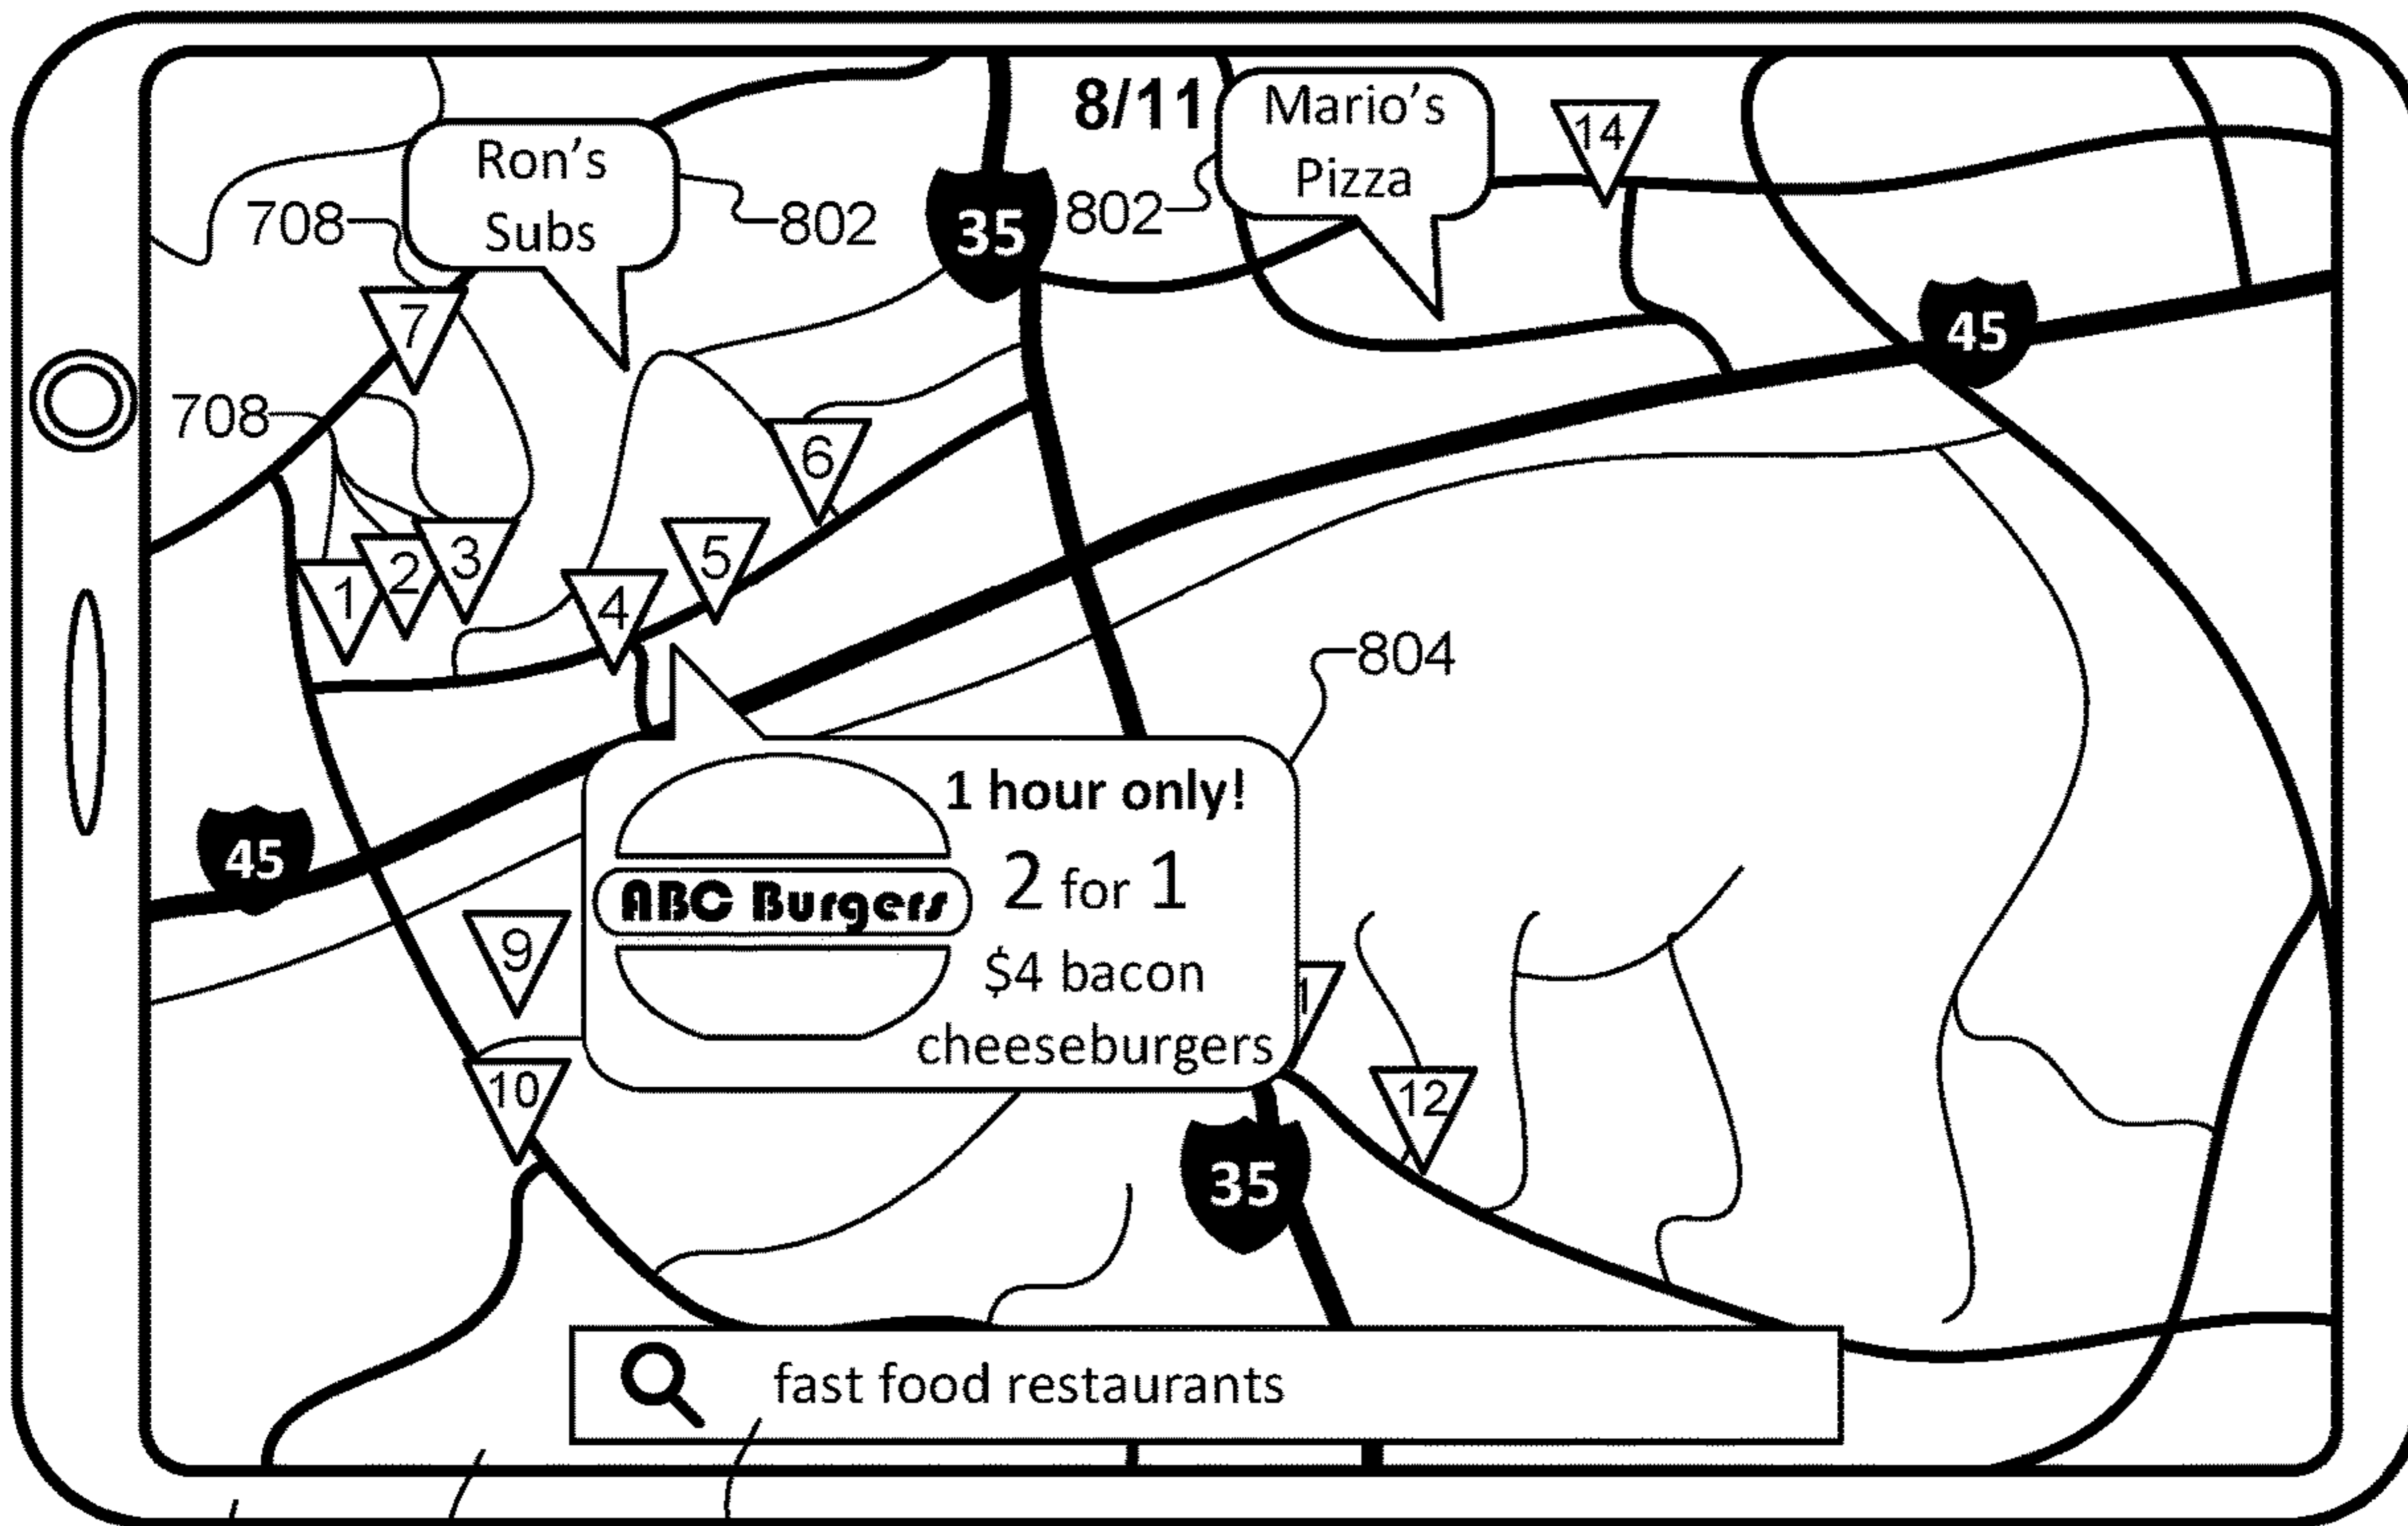 8/11
Mario's
Pizza
14
Ron's
Subs
708
802
35
802
7
45
708
6
1
2
3
4
5
804
1 hour only!
2 for 1
$4 bacon
cheeseburgers
ABC Burgers
45
9
10
12
35
fast food restaurants